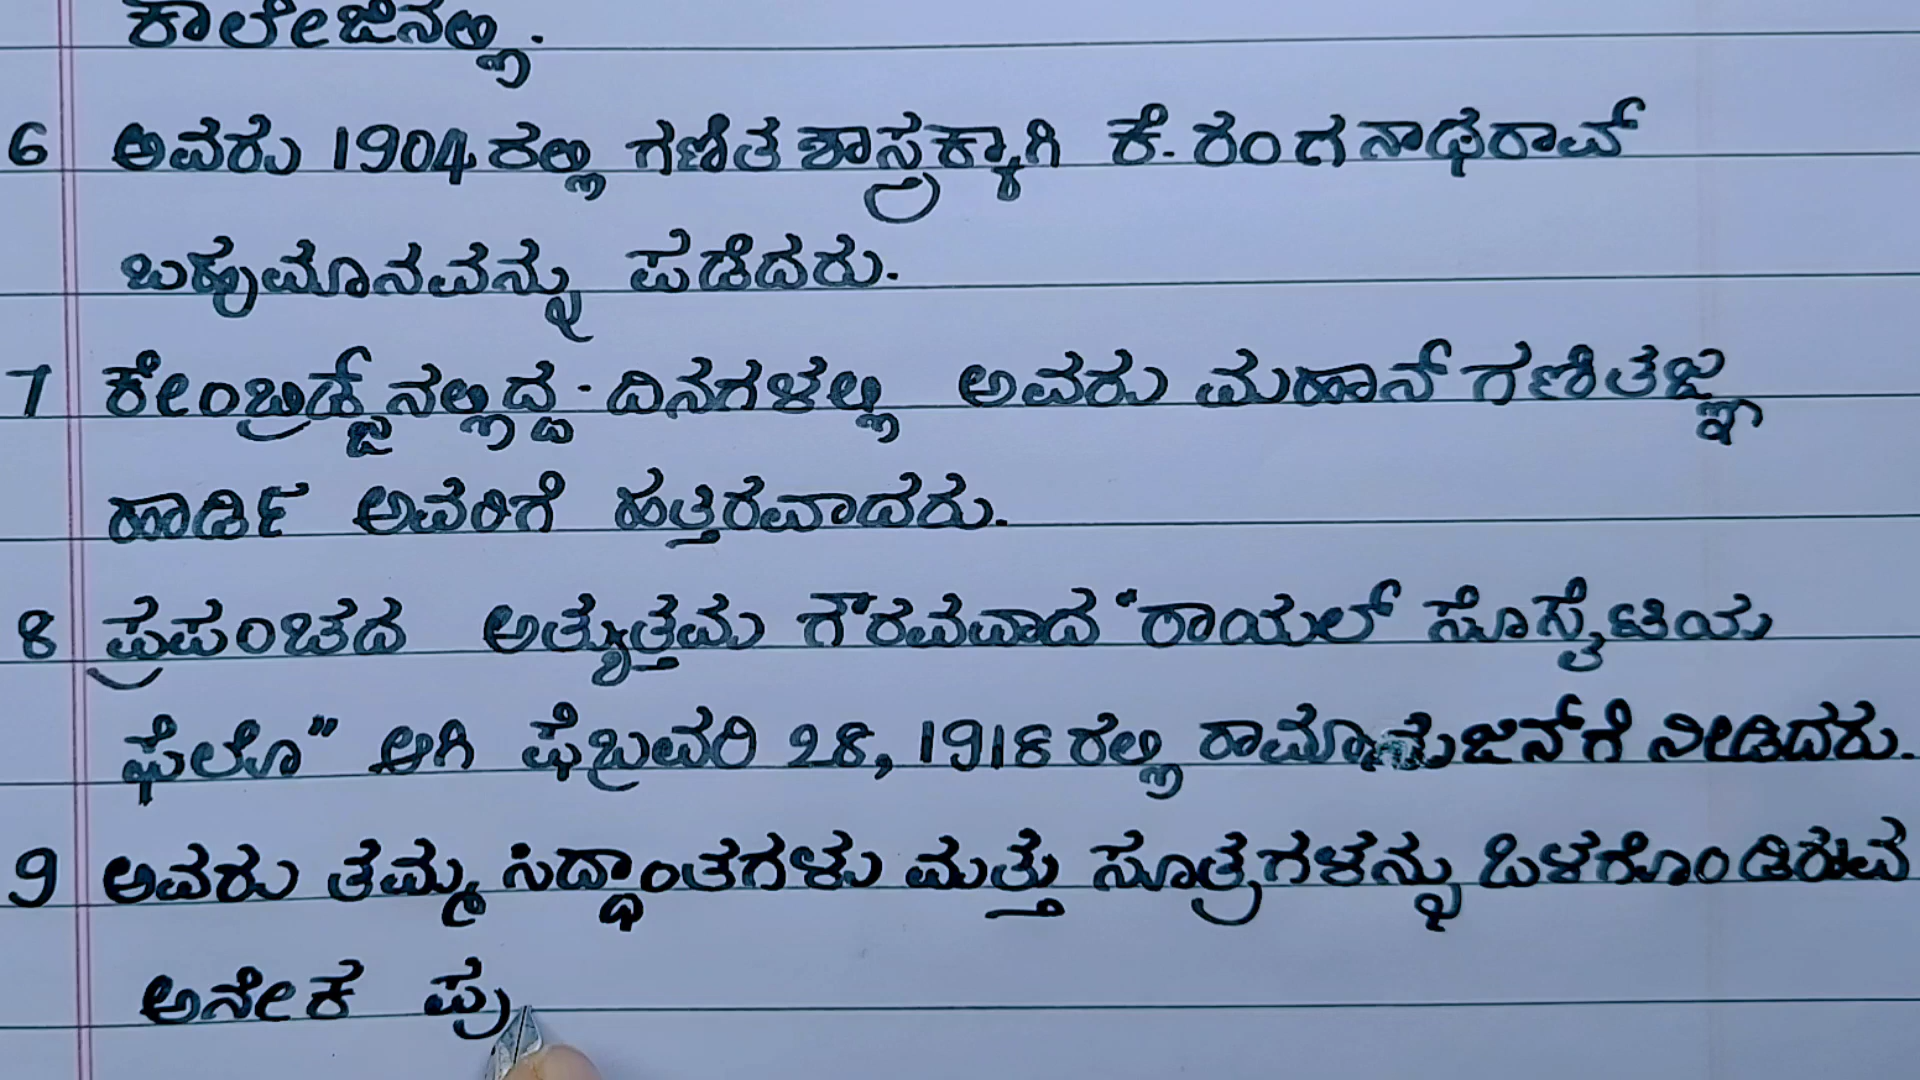 ಕಾಲೇಜಿನಲ್ಲಿ.
6 ಅವರು 1904 ರಲ್ಲಿ ಗಣಿತ ಶಾಸ್ತ್ರಕ್ಕಾಗಿ ಕೆ. ರಂಗನಾಥರಾವ್
ಬಹುಮಾನವನ್ನು ಪಡೆದರು.
7 ಕೇಂಬ್ರಿಡ್ಜ್‌ನಲ್ಲಿದ್ದ ದಿನಗಳಲ್ಲಿ ಅವರು ಮಹಾನ್ ಗಣಿತಜ್ಞ
ಹಾರ್ಡಿ ಅವರಿಗೆ ಹತ್ತಿರವಾದರು.
8 ಪ್ರಪಂಚದ ಅತ್ಯುತ್ತಮ ಗೌರವವಾದ "ರಾಯಲ್ ಸೊಸೈಟಿಯ
ಫೆಲೊ" ಆಗಿ ಫೆಬ್ರವರಿ 28, 1918 ರಲ್ಲಿ ರಾಮಾನುಜನ್‌ಗೆ ನೀಡಿದರು.
9 ಅವರು ತಮ್ಮ ಸಿದ್ಧಾಂತಗಳು ಮತ್ತು ಸೂತ್ರಗಳನ್ನು ಒಳಗೊಂಡಿರುವ
ಅನೇಕ ಪು